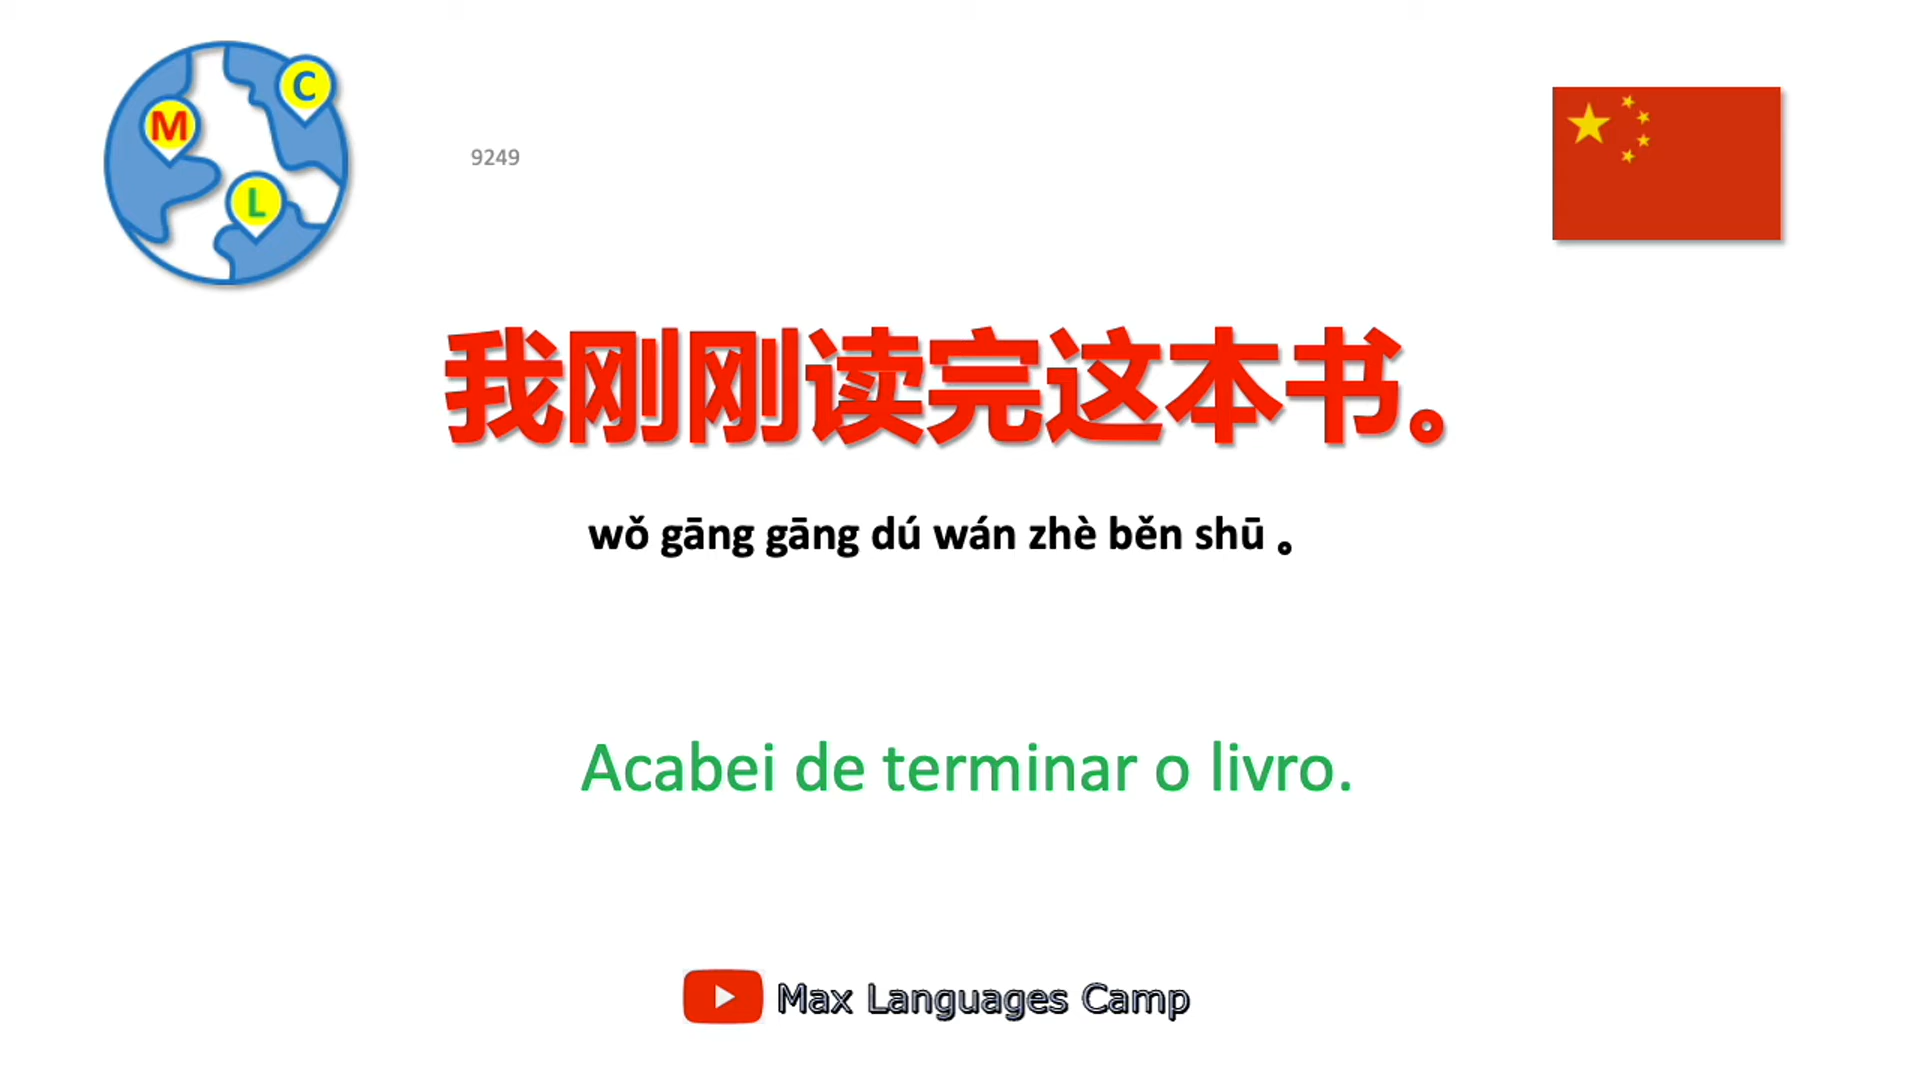 M
C
L
9249
我刚刚读完这本书。
wǒ gāng gāng dú wán zhè běn shū 。
Acabei de terminar o livro.
Max Languages Camp